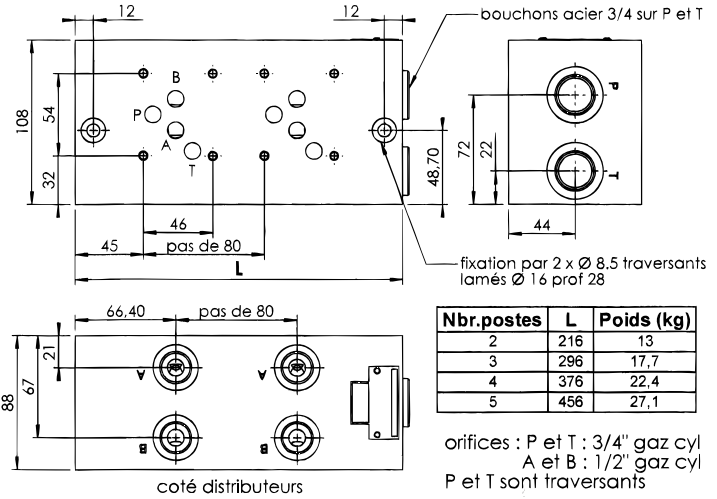 12
12
bouchons acier 3/4 sur P et T
B
P
A
T
108
54
32
48,70
46
45
pas de 80
L
P
T
72
22
44
fixation par 2 x Ø 8.5 traversants
lamés Ø 16 prof 28
66,40
pas de 80
21
67
88
A
A
B
B
coté distributeurs
Nbr.postes L Poids (kg)
2 216 13
3 296 17,7
4 376 22,4
5 456 27,1
orifices : P et T : 3/4" gaz cyl
A et B : 1/2" gaz cyl
P et T sont traversants